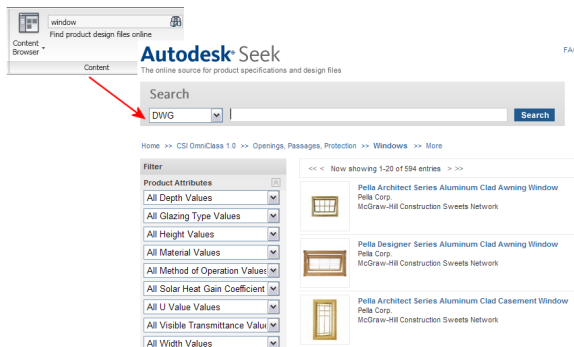 window
Find product design files online
Content
Browser
Content
Autodesk® Seek
The online source for product specifications and design files
FA
Search
DWG
Search
Home >> CSI OmniClass 1.0 >> Openings, Passages, Protection >> Windows >> More
Filter
<< < Now showing 1-20 of 594 entries > >>
Product Attributes
All Depth Values
All Glazing Type Values
All Height Values
All Material Values
All Method of Operation Values
All Solar Heat Gain Coefficient
All U Value Values
All Visible Transmittance Value
All Width Values
Pella Architect Series Aluminum Clad Awning Window
Pella Corp.
McGraw-Hill Construction Sweets Network
Pella Designer Series Aluminum Clad Awning Window
Pella Corp.
McGraw-Hill Construction Sweets Network
Pella Architect Series Aluminum Clad Casement Window
Pella Corp.
McGraw-Hill Construction Sweets Network